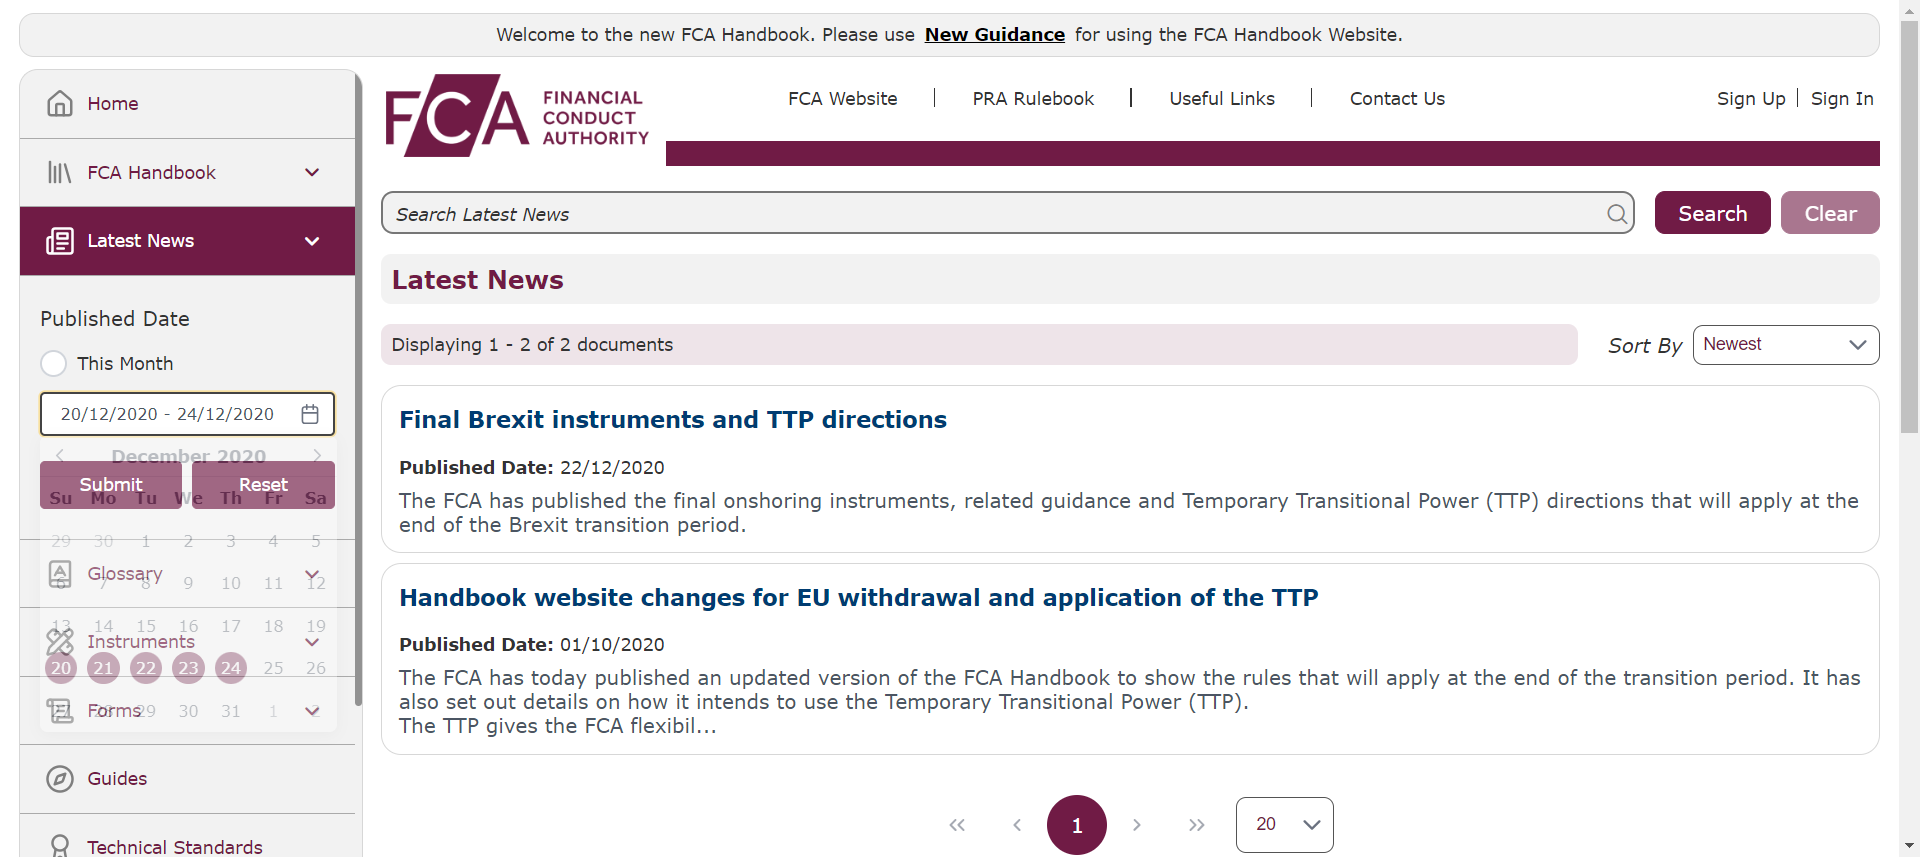 Welcome to the new FCA Handbook. Please use New Guidance for using the FCA Handbook Website.
Home
FCA Handbook
Latest News
Published Date
This Month
20/12/2020 - 24/12/2020
December 2020
Submit Reset
Su Mo Tu We Th Fr Sa
29 30 1 2 3 4 5
Glossary
6 7 8 9 10 11 12
13 14 15 16 17 18 19
Instruments
20 21 22 23 24 25 26
Forms
27 28 29 30 31 1 2
Guides
Technical Standards
FCA FINANCIAL
CONDUCT
AUTHORITY
FCA Website PRA Rulebook Useful Links Contact Us
Sign Up Sign In
Search Latest News
Search Clear
Latest News
Displaying 1 - 2 of 2 documents
Sort By Newest
Final Brexit instruments and TTP directions
Published Date: 22/12/2020
The FCA has published the final onshoring instruments, related guidance and Temporary Transitional Power (TTP) directions that will apply at the
end of the Brexit transition period.
Handbook website changes for EU withdrawal and application of the TTP
Published Date: 01/10/2020
The FCA has today published an updated version of the FCA Handbook to show the rules that will apply at the end of the transition period. It has
also set out details on how it intends to use the Temporary Transitional Power (TTP).
The TTP gives the FCA flexibil...
1
20